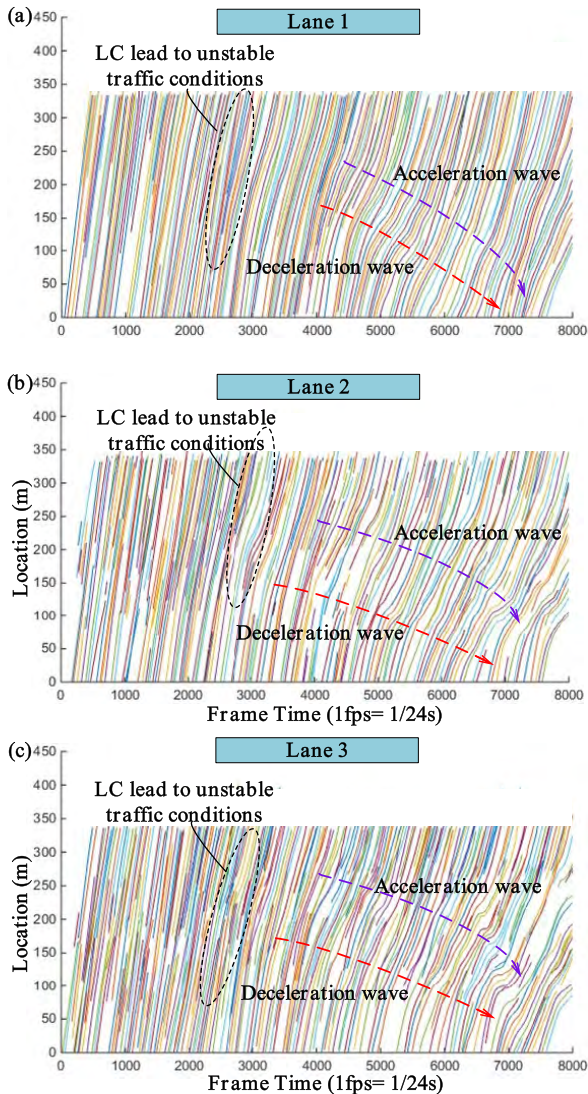 (a)
Lane 1
LC lead to unstable
traffic conditions
450
400
350
300
250
200
150
100
50
0
Acceleration wave
Deceleration wave
0 1000 2000 3000 4000 5000 6000 7000 8000
(b)
Lane 2
LC lead to unstable
traffic conditions
Location (m)
450
400
350
300
250
200
150
100
50
0
Acceleration wave
Deceleration wave
0 1000 2000 3000 4000 5000 6000 7000 8000
Frame Time (1fps= 1/24s)
(c)
Lane 3
LC lead to unstable
traffic conditions
Location (m)
450
400
350
300
250
200
150
100
50
0
Acceleration wave
Deceleration wave
0 1000 2000 3000 4000 5000 6000 7000 8000
Frame Time (1fps= 1/24s)